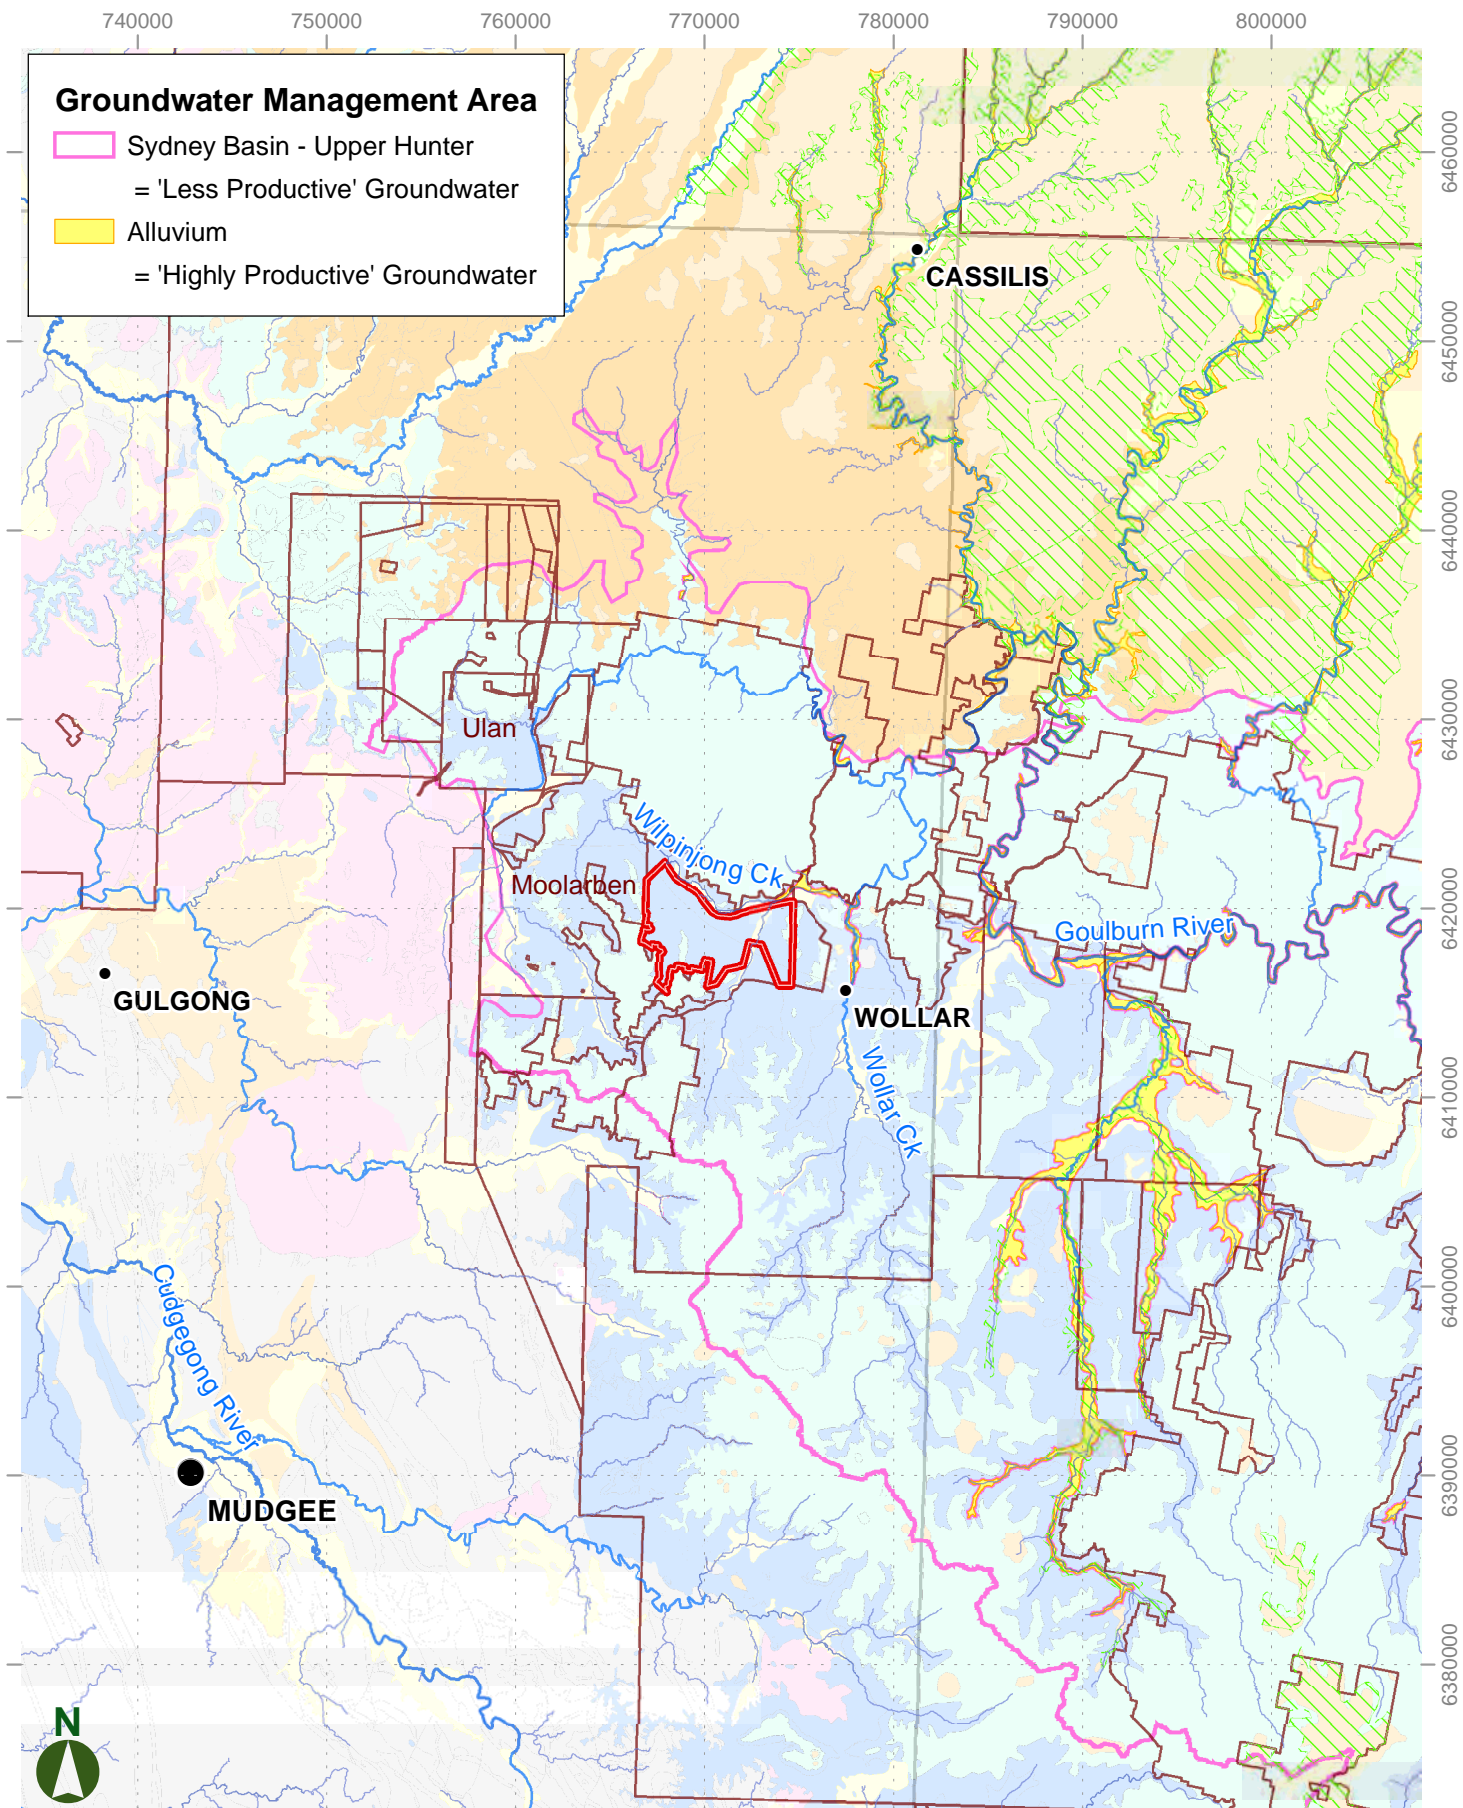 740000 750000 760000 770000 780000 790000 800000
Groundwater Management Area
Sydney Basin - Upper Hunter
= 'Less Productive' Groundwater
Alluvium
= 'Highly Productive' Groundwater
6460000
CASSILIS
6450000
6440000
6430000
Ulan
Wilpinjong Ck
Moolarben
6420000
Goulburn River
GULGONG
WOLLAR
Wollar Ck
6410000
6400000
Cudgegong River
6390000
MUDGEE
6380000
N